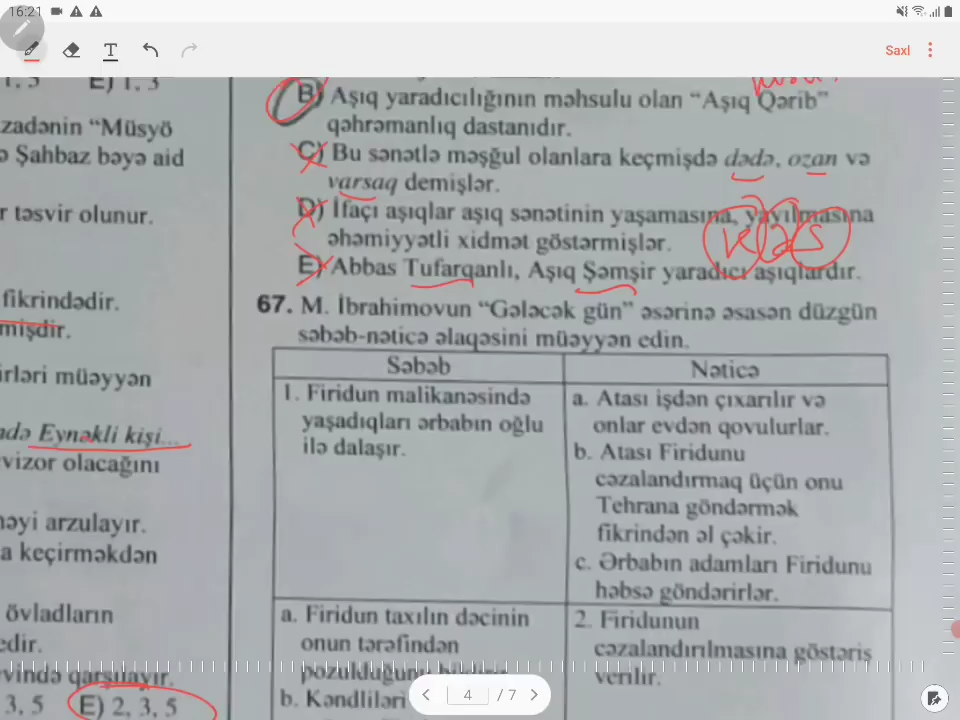 16:21
Saxl
1, 5 E) 1, 3
zadənin “Müsyö
ə Şahbaz bəyə aid
r təsvir olunur.
fikrindədir.
mişdir.
irləri müəyyən
ndə Eynəkli kişi...
vizor olacağını
nəyi arzulayır.
a keçirməkdən
övladların
edir.
vində qarşılayır.
3, 5 E) 2, 3, 5
B) Aşıq yaradıcılığının məhsulu olan “Aşıq Qərib”
qəhrəmanlıq dastanıdır.
C) Bu sənətlə məşğul olanlara keçmişdə dədə, ozan və
varsaq demişlər.
D) İfaçı aşıqlar aşıq sənətinin yaşamasına, yayılmasına
əhəmiyyətli xidmət göstərmişlər.
E) Abbas Tufarqanlı, Aşıq Şəmşir yaradıcı aşıqlardır.
67. M. İbrahimovun “Gələcək gün” əsərinə əsasən düzgün
səbəb-nəticə əlaqəsini müəyyən edin.
Səbəb
Nəticə
1. Firidun malikanəsində
yaşadıqları ərbabın oğlu
ilə dalaşır.
a. Atası işdən çıxarılır və
onlar evdən qovulurlar.
b. Atası Firidunu
cəzalandırmaq üçün onu
Tehrana göndərmək
fikrindən əl çəkir.
c. Ərbabın adamları Firidunu
həbsə göndərirlər.
a. Firidun taxılın dəcinin
onun tərəfindən
pozulduğunu
b. Kəndliləri
2. Firidunun
cəzalandırılmasına göstəriş
verilir.
4 / 7